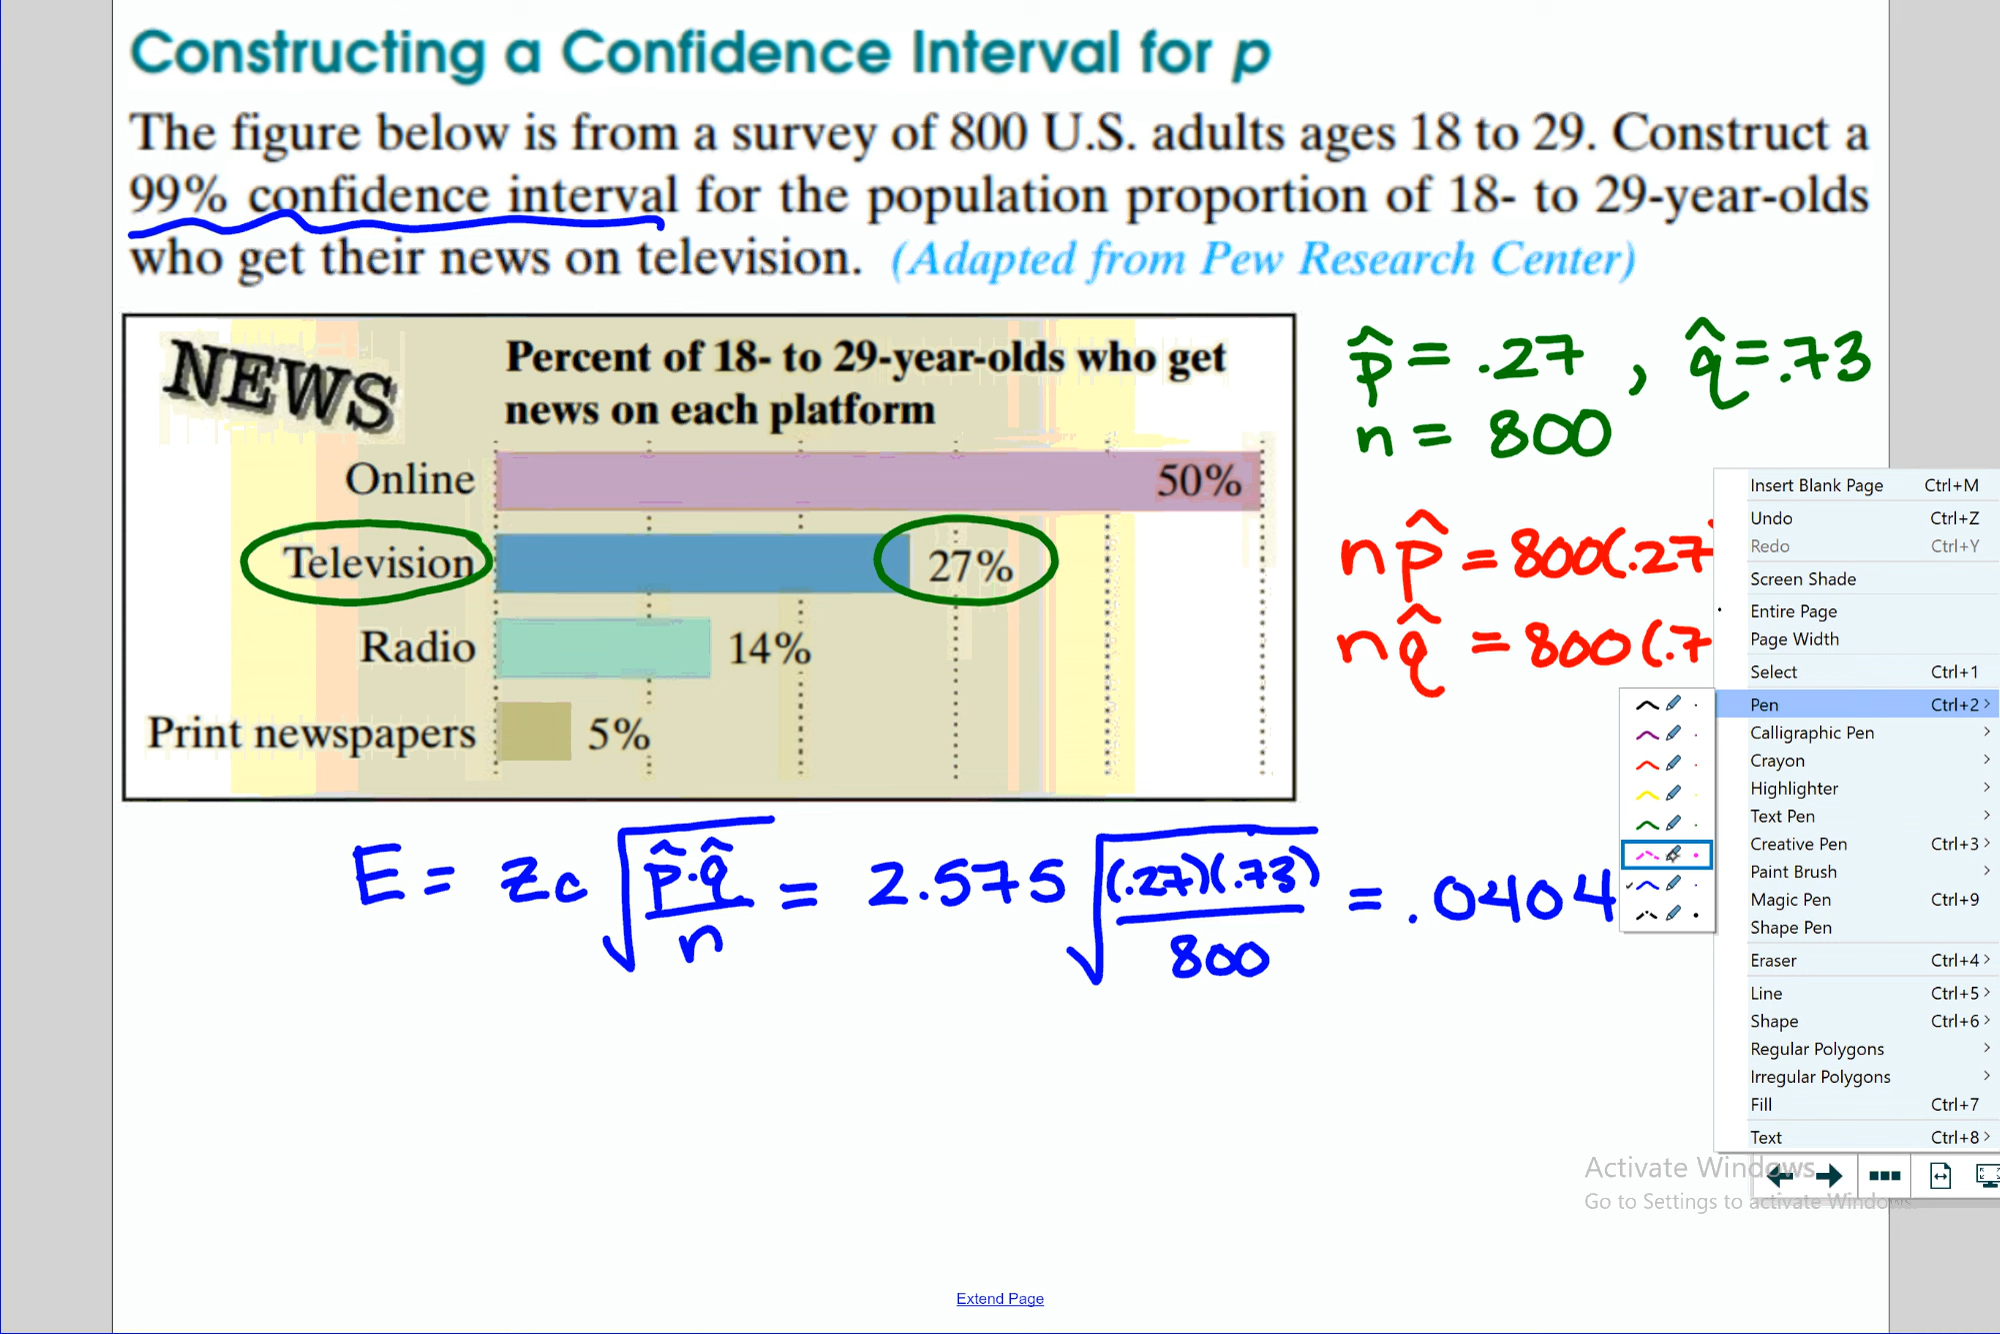 Constructing a Confidence Interval for p
The figure below is from a survey of 800 U.S. adults ages 18 to 29. Construct a
99% confidence interval for the population proportion of 18- to 29-year-olds
who get their news on television. (Adapted from Pew Research Center)
NEWS
Percent of 18- to 29-year-olds who get
news on each platform
Online 50%
Television 27%
Radio 14%
Print newspapers 5%
p̂ = .27 , q̂ = .73
n = 800
np̂ = 800(.27
nq̂ = 800(.7
E = zc √(p̂·q̂/n) = 2.575 √((.27)(.73)/800) = .0404
Insert Blank Page Ctrl+M
Undo Ctrl+Z
Redo Ctrl+Y
Screen Shade
Entire Page
Page Width
Select Ctrl+1
Pen Ctrl+2 >
Calligraphic Pen >
Crayon >
Highlighter >
Text Pen >
Creative Pen Ctrl+3 >
Paint Brush >
Magic Pen Ctrl+9
Shape Pen
Eraser Ctrl+4 >
Line Ctrl+5 >
Shape Ctrl+6 >
Regular Polygons >
Irregular Polygons >
Fill Ctrl+7
Text Ctrl+8 >
Activate Windows
Go to Settings to activate Windows.
Extend Page